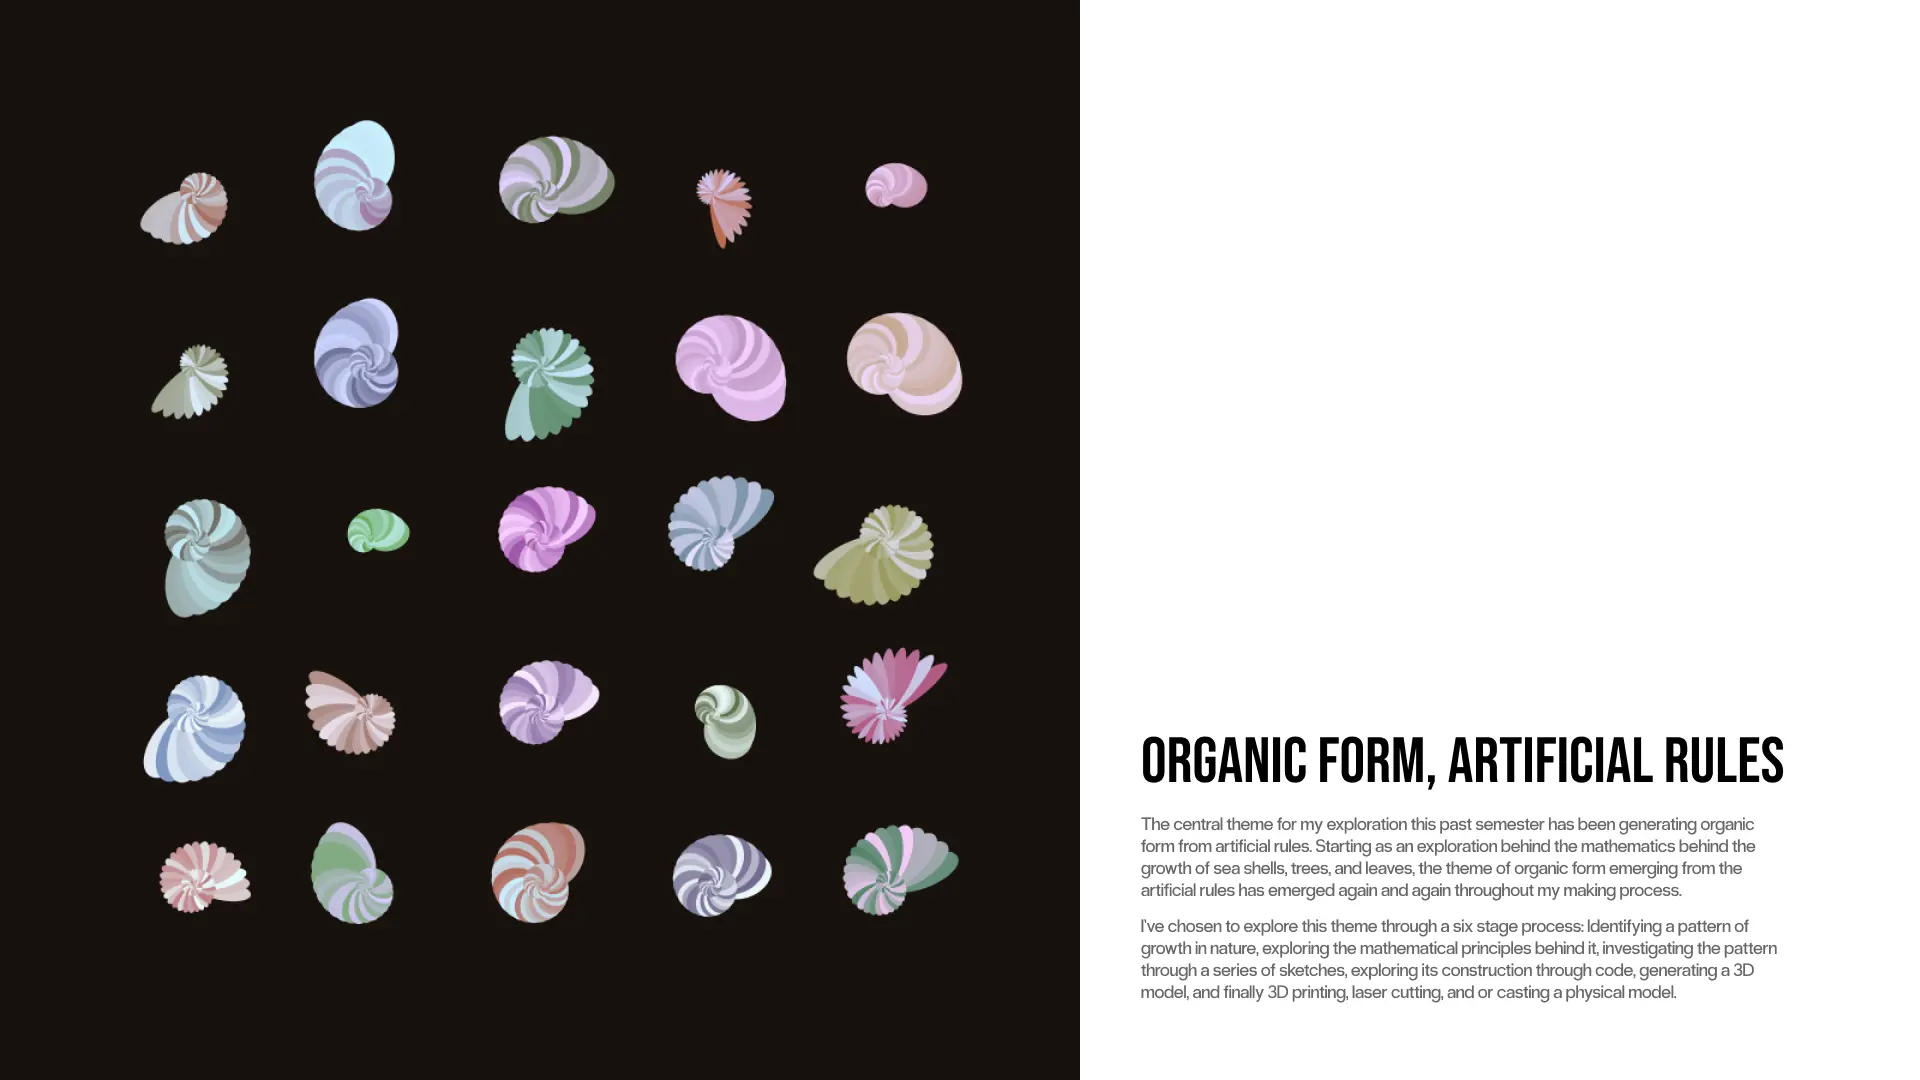 ORGANIC FORM, ARTIFICIAL RULES
The central theme for my exploration this past semester has been generating organic
form from artificial rules. Starting as an exploration behind the mathematics behind the
growth of sea shells, trees, and leaves, the theme of organic form emerging from the
artificial rules has emerged again and again throughout my making process.
I've chosen to explore this theme through a six stage process: Identifying a pattern of
growth in nature, exploring the mathematical principles behind it, investigating the pattern
through a series of sketches, exploring its construction through code, generating a 3D
model, and finally 3D printing, laser cutting, and or casting a physical model.